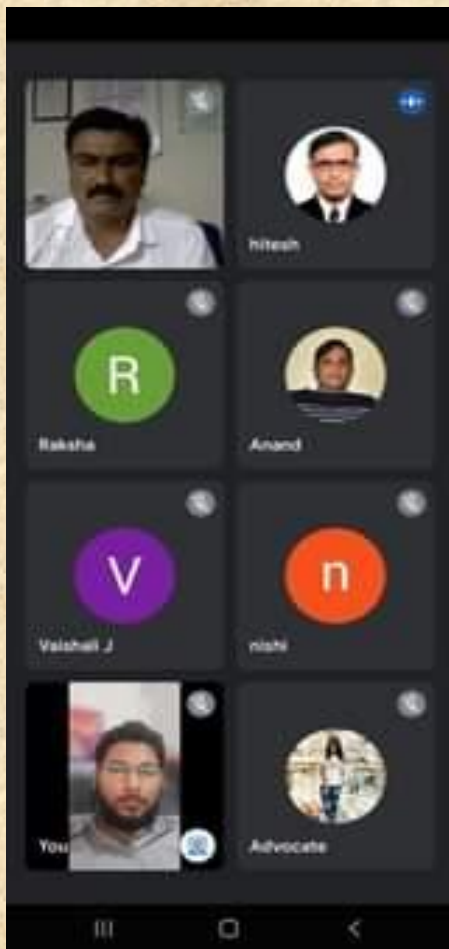 hitesh
R
Raksha
Anand
V
n
Vaishali J
nishi
You
Advocate